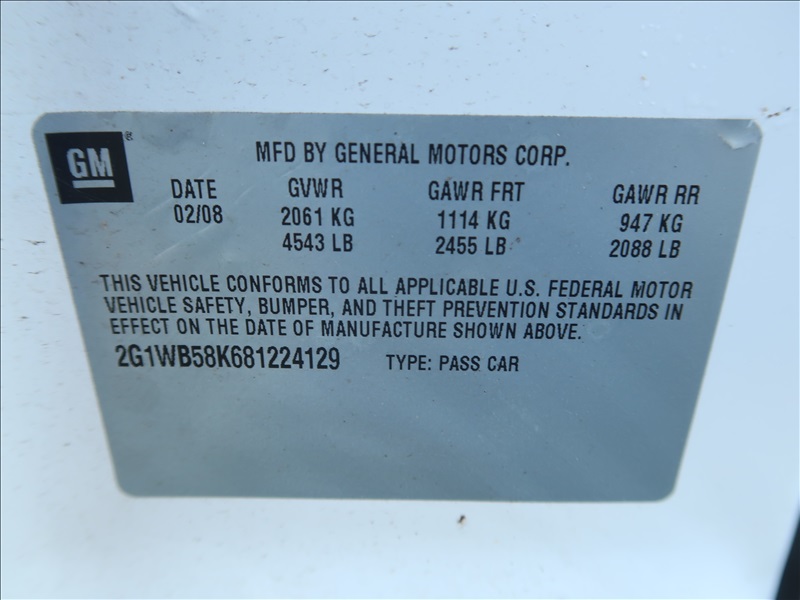 GM ® MFD BY GENERAL MOTORS CORP.
DATE GVWR GAWR FRT GAWR RR
02/08 2061 KG 1114 KG 947 KG
4543 LB 2455 LB 2088 LB
THIS VEHICLE CONFORMS TO ALL APPLICABLE U.S. FEDERAL MOTOR
VEHICLE SAFETY, BUMPER, AND THEFT PREVENTION STANDARDS IN
EFFECT ON THE DATE OF MANUFACTURE SHOWN ABOVE.
2G1WB58K681224129 TYPE: PASS CAR